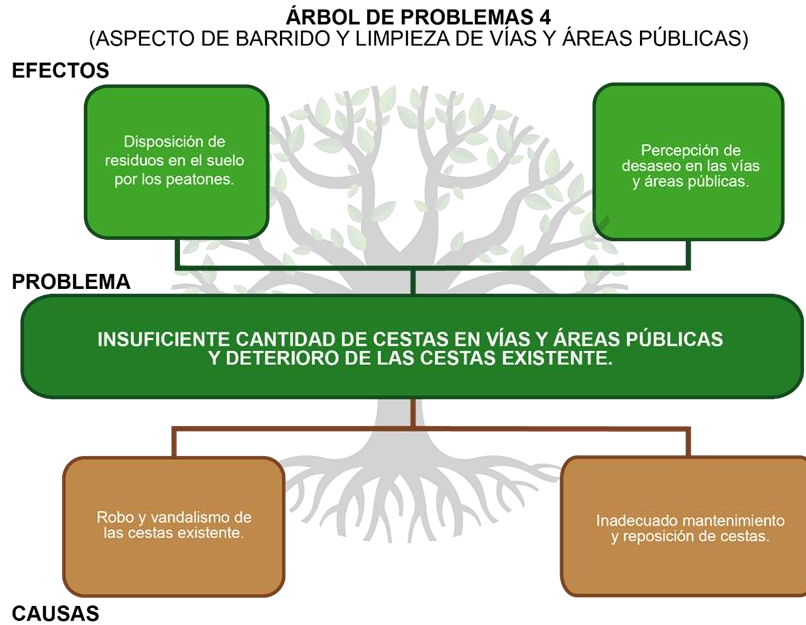 ÁRBOL DE PROBLEMAS 4
(ASPECTO DE BARRIDO Y LIMPIEZA DE VÍAS Y ÁREAS PÚBLICAS)
EFECTOS
Disposición de
residuos en el suelo
por los peatones.
Percepción de
desaseo en las vías
y áreas públicas.
PROBLEMA
INSUFICIENTE CANTIDAD DE CESTAS EN VÍAS Y ÁREAS PÚBLICAS
Y DETERIORO DE LAS CESTAS EXISTENTE.
Robo y vandalismo de
las cestas existente.
Inadecuado mantenimiento
y reposición de cestas.
CAUSAS